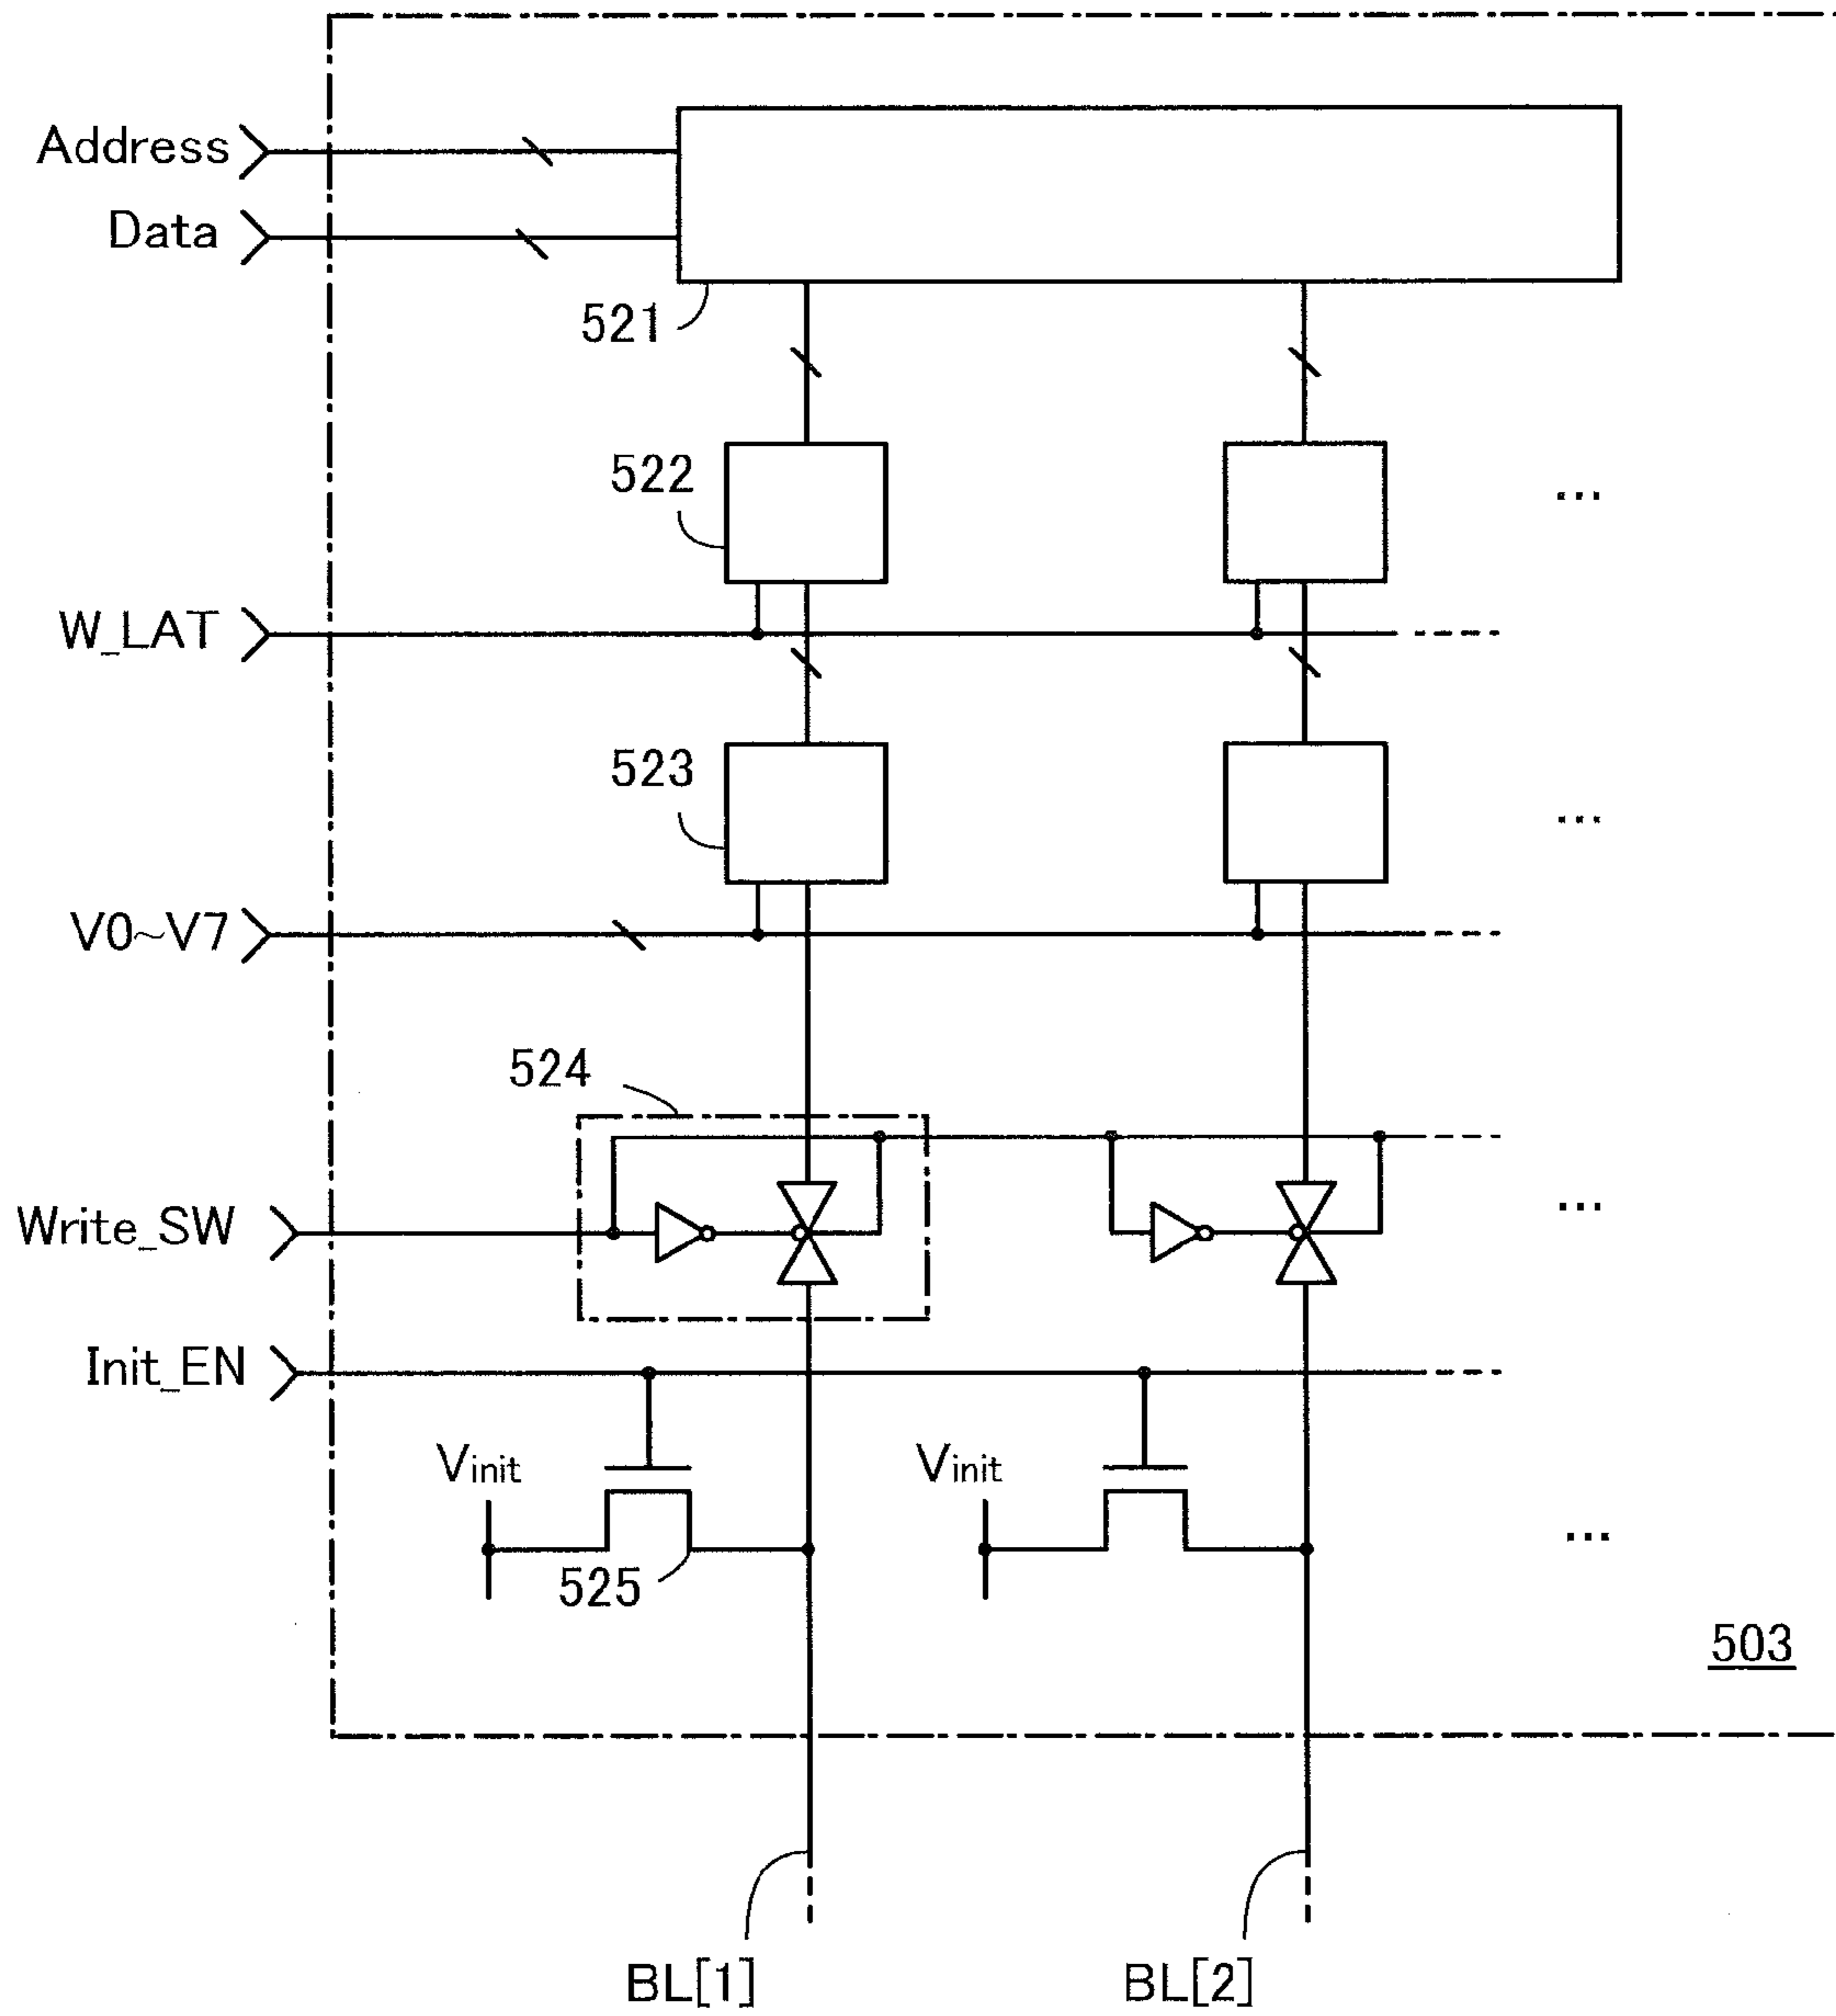 Address
Data
521
522
...
W_LAT
523
...
V0~V7
524
Write_SW
...
Init_EN
Vinit
Vinit
525
...
503
BL[1]
BL[2]